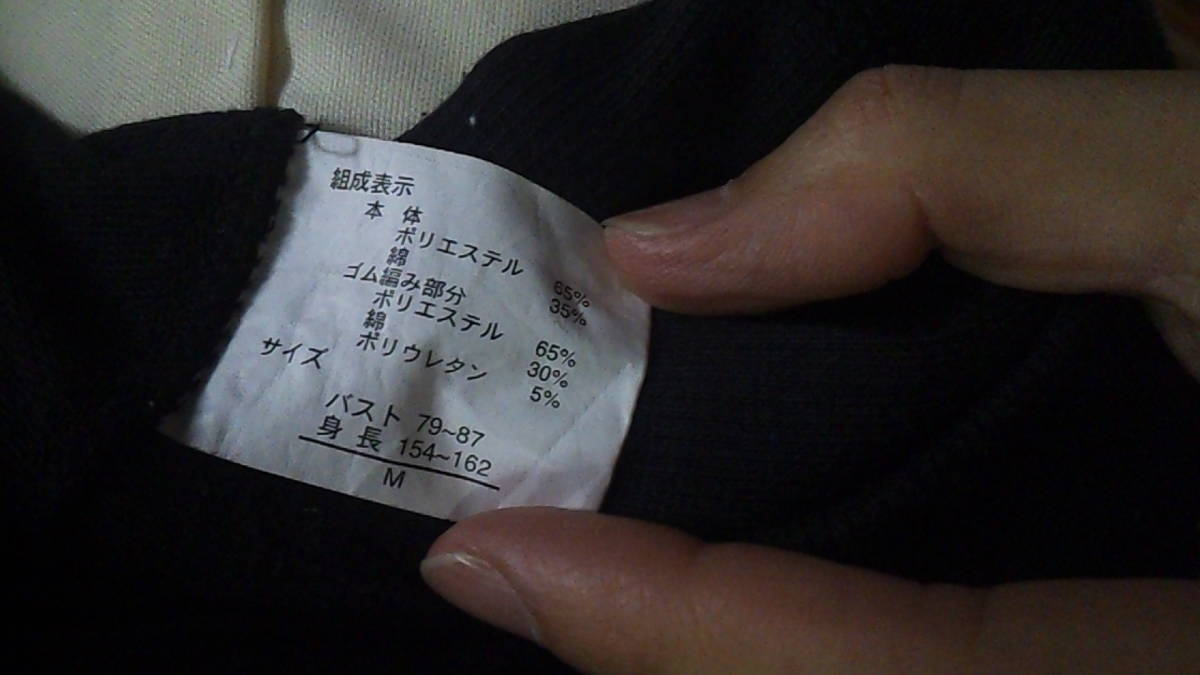 組成表示
本 体
ポリエステル 65%
綿 35%
ゴム編み部分
ポリエステル 65%
綿 30%
ポリウレタン 5%
サイズ
バスト 79~87
身 長 154~162
M